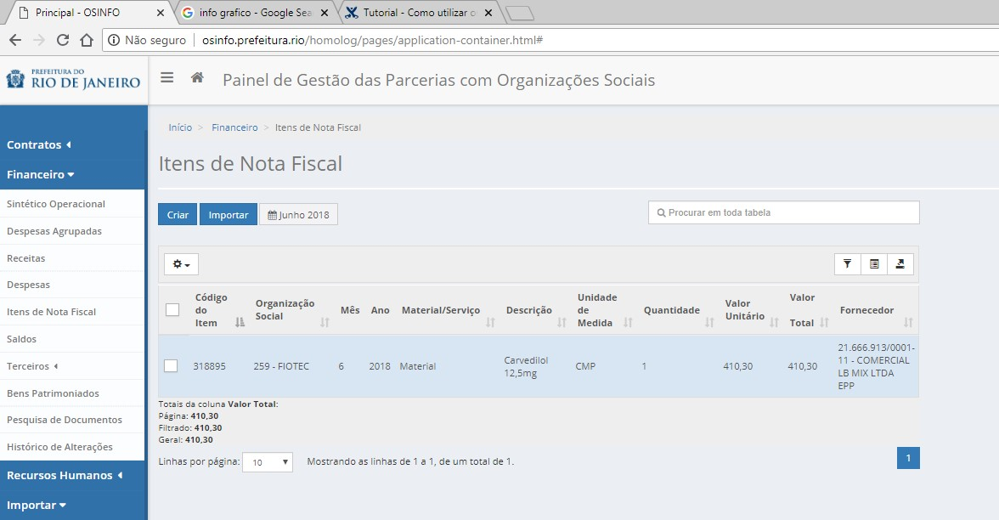 Principal - OSINFO
info grafico - Google Sea
Tutorial - Como utilizar o
Não seguro
osinfo.prefeitura.rio/homolog/pages/application-container.html#
PREFEITURA DO
RIO DE JANEIRO
Painel de Gestão das Parcerias com Organizações Sociais
Contratos
Financeiro
Sintético Operacional
Despesas Agrupadas
Receitas
Despesas
Itens de Nota Fiscal
Saldos
Terceiros
Bens Patrimoniados
Pesquisa de Documentos
Histórico de Alterações
Recursos Humanos
Importar
Início > Financeiro > Itens de Nota Fiscal
Itens de Nota Fiscal
Criar
Importar
Junho 2018
Procurar em toda tabela
Código
do
Item
Organização
Social
Mês
Ano
Material/Serviço
Descrição
Unidade
de
Medida
Quantidade
Valor
Unitário
Valor
Total
Fornecedor
318895
259 - FIOTEC
6
2018
Material
Carvedilol
12,5mg
CMP
1
410,30
410,30
21.666.913/0001-
11 - COMERCIAL
LB MIX LTDA
EPP
Totais da coluna Valor Total:
Página: 410,30
Filtrado: 410,30
Geral: 410,30
Linhas por página: 10
Mostrando as linhas de 1 a 1, de um total de 1.
1